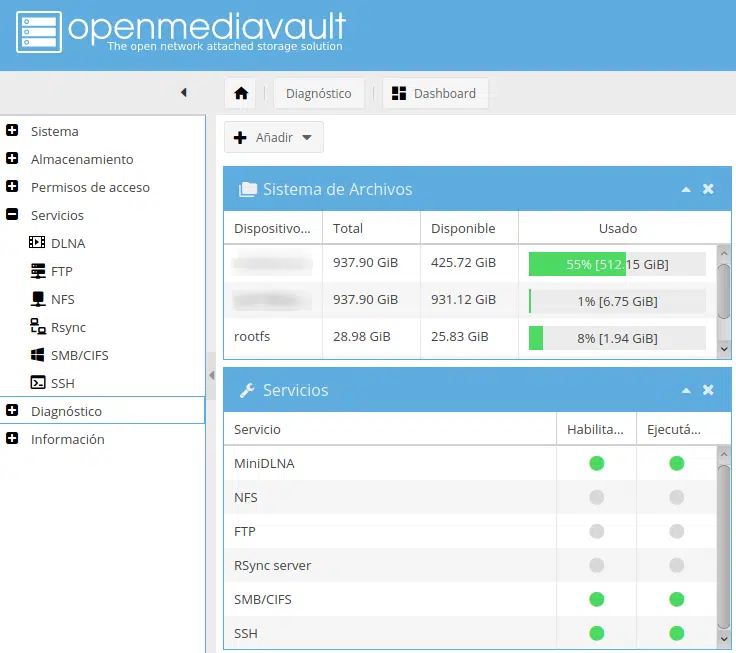 openmediavault
The open network attached storage solution
Diagnóstico
Dashboard
Sistema
Almacenamiento
Permisos de acceso
Servicios
DLNA
FTP
NFS
Rsync
SMB/CIFS
SSH
Diagnóstico
Información
Añadir
Sistema de Archivos
Dispositivo... Total Disponible Usado
937.90 GiB 425.72 GiB 55% [512.15 GiB]
937.90 GiB 931.12 GiB 1% [6.75 GiB]
rootfs 28.98 GiB 25.83 GiB 8% [1.94 GiB]
Servicios
Servicio Habilita... Ejecutá...
MiniDLNA
NFS
FTP
RSync server
SMB/CIFS
SSH